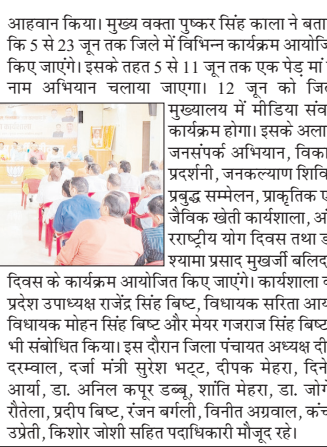 आहवान किया। मुख्य वक्ता पुष्कर सिंह काला ने बता
कि 5 से 23 जून तक जिले में विभिन्न कार्यक्रम आयोजि
किए जाएंगे। इसके तहत 5 से 11 जून तक एक पेड़ मां
नाम अभियान चलाया जाएगा। 12 जून को जिल
मुख्यालय में मीडिया संव
कार्यक्रम होगा। इसके अला
जनसंपर्क अभियान, विका
प्रदर्शनी, जनकल्याण शिवि
प्रबुद्ध सम्मेलन, प्राकृतिक ए
जैविक खेती कार्यशाला, अं
रराष्ट्रीय योग दिवस तथा ड
श्यामा प्रसाद मुखर्जी बलिद
दिवस के कार्यक्रम आयोजित किए जाएंगे। कार्यशाला क
प्रदेश उपाध्यक्ष राजेंद्र सिंह बिष्ट, विधायक सरिता आय
विधायक मोहन सिंह बिष्ट और मेयर गजराज सिंह बिष्ट
भी संबोधित किया। इस दौरान जिला पंचायत अध्यक्ष दी
दरम्वाल, दर्जा मंत्री सुरेश भट्ट, दीपक मेहरा, दिने
आर्या, डा. अनिल कपूर डब्बू, शांति मेहरा, डा. जोग
रौतेला, प्रदीप बिष्ट, रंजन बर्गली, विनीत अग्रवाल, कंच
उप्रेती, किशोर जोशी सहित पदाधिकारी मौजूद रहे।